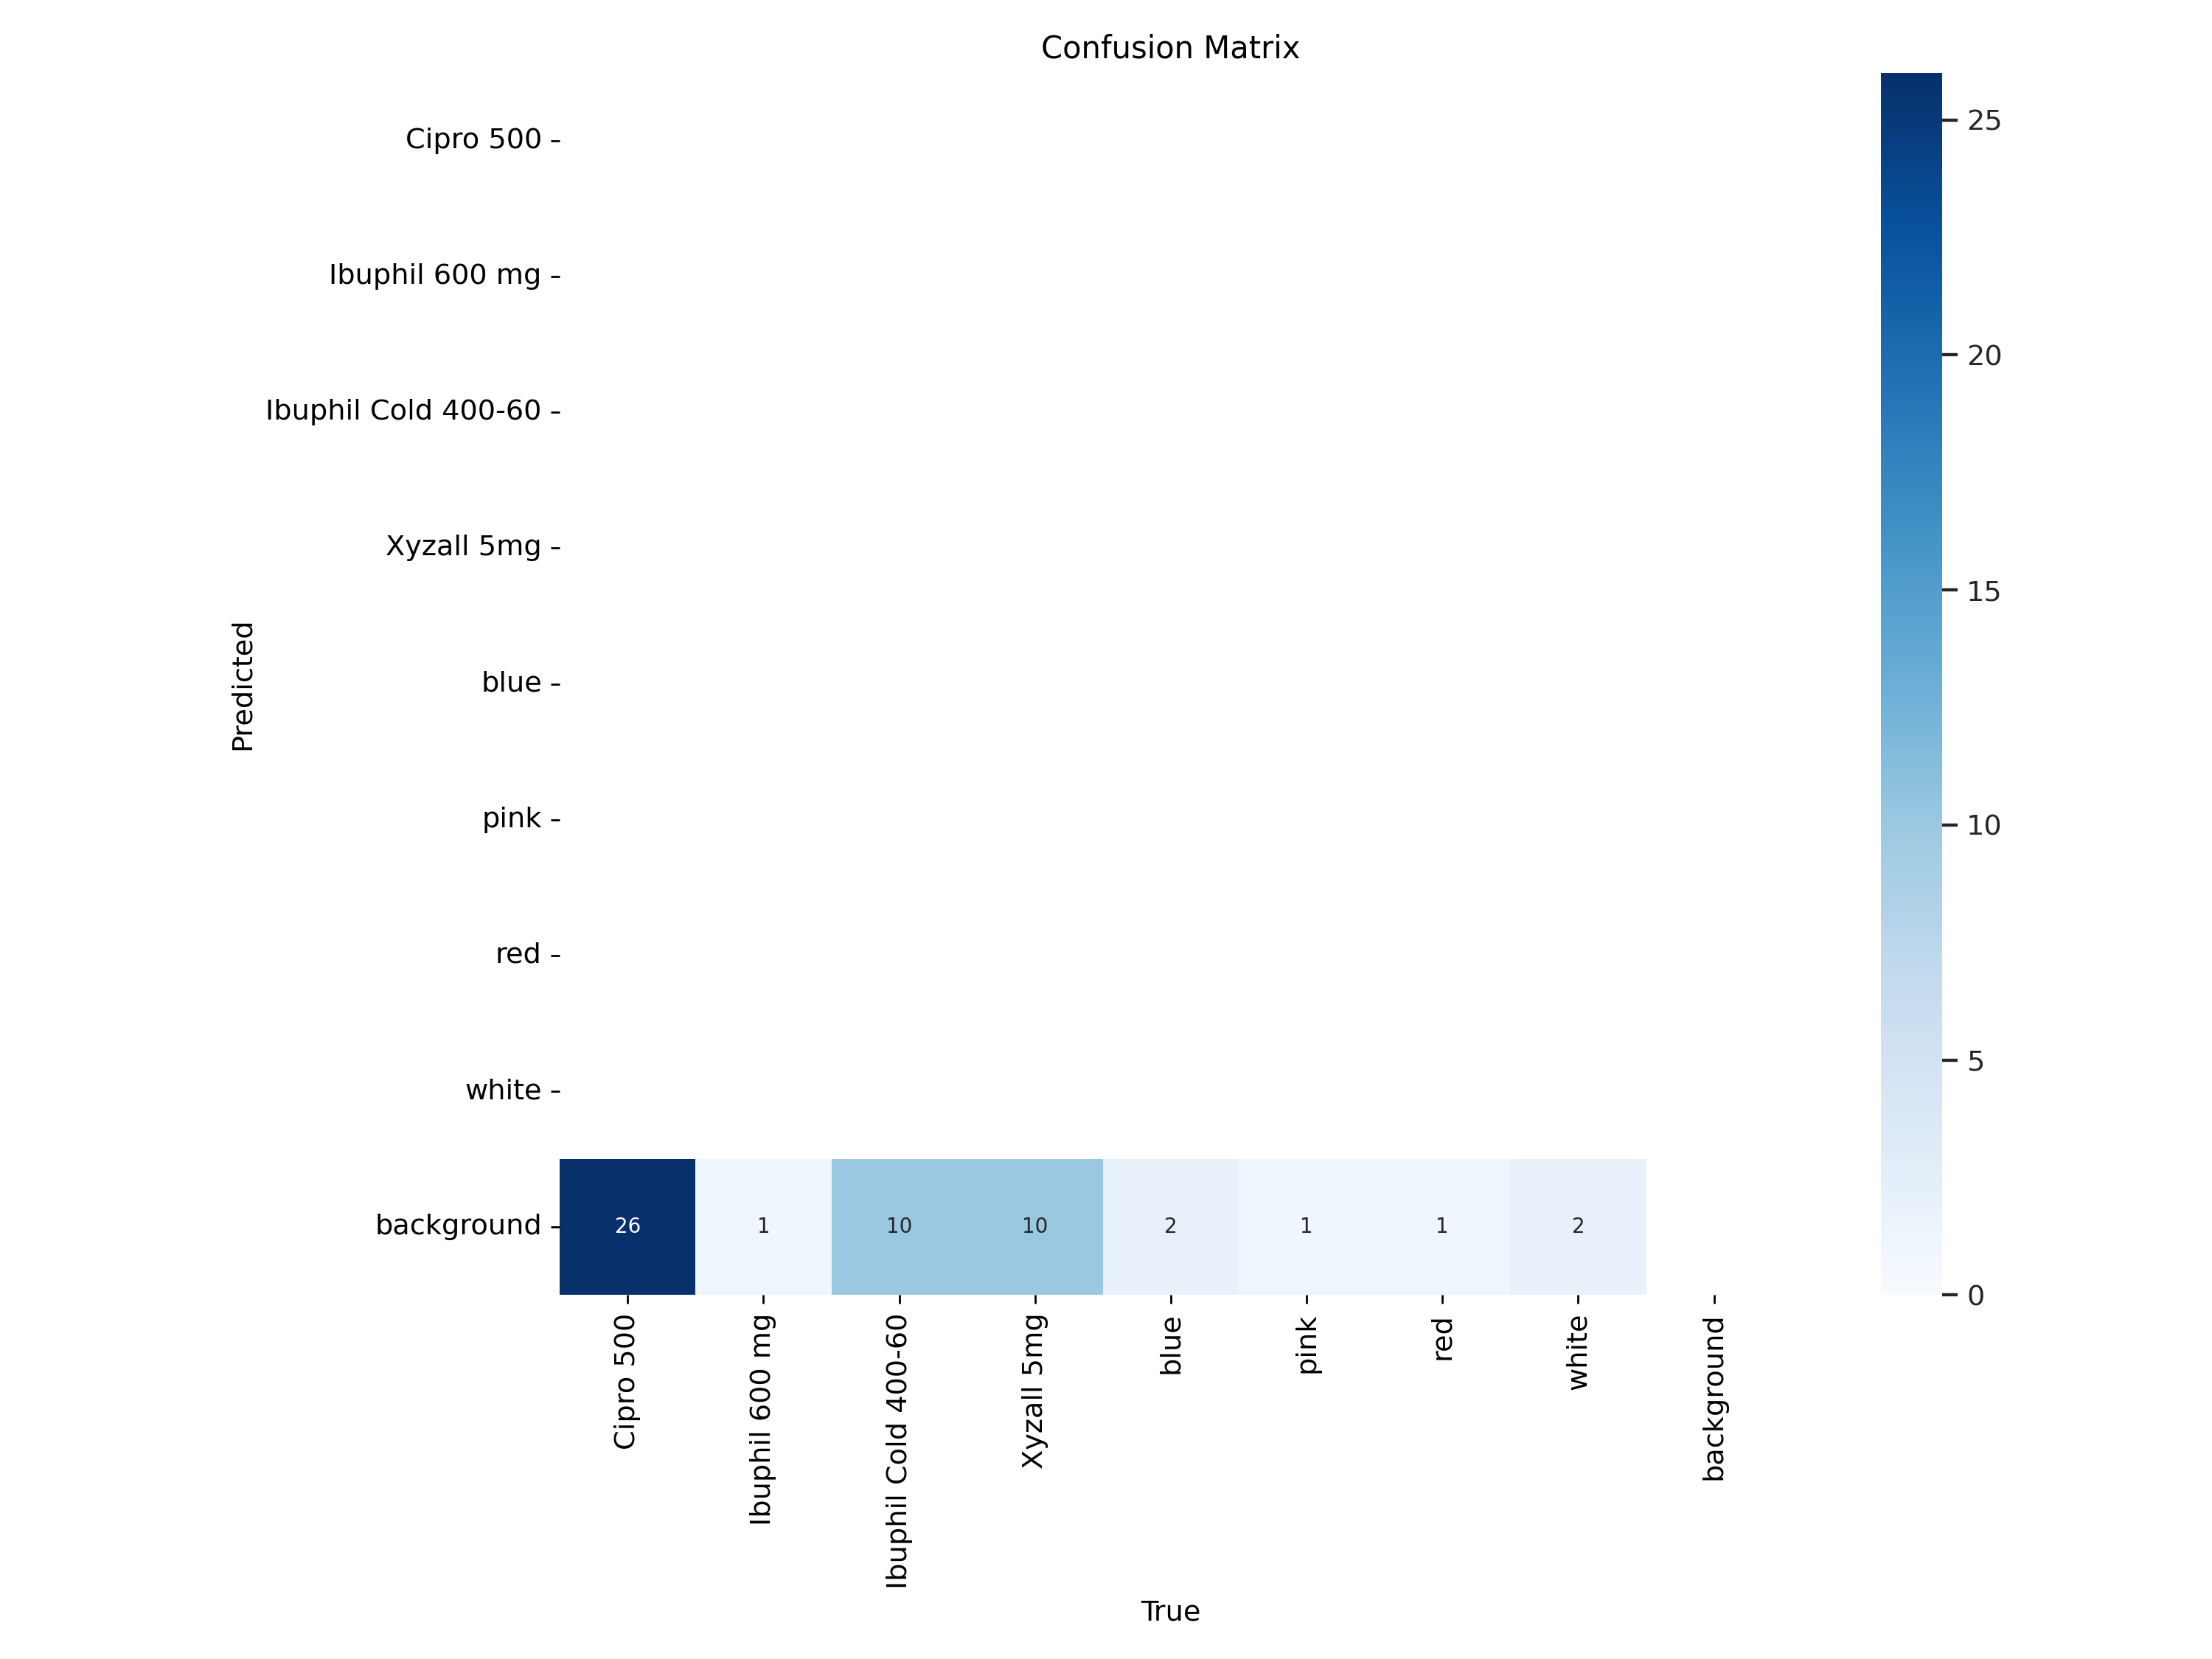 Confusion Matrix
Cipro 500
Ibuphil 600 mg
Ibuphil Cold 400-60
Xyzall 5mg
blue
pink
red
white
background
Predicted
26 1 10 10 2 1 1 2
Cipro 500
Ibuphil 600 mg
Ibuphil Cold 400-60
Xyzall 5mg
blue
pink
red
white
background
True
25
20
15
10
5
0